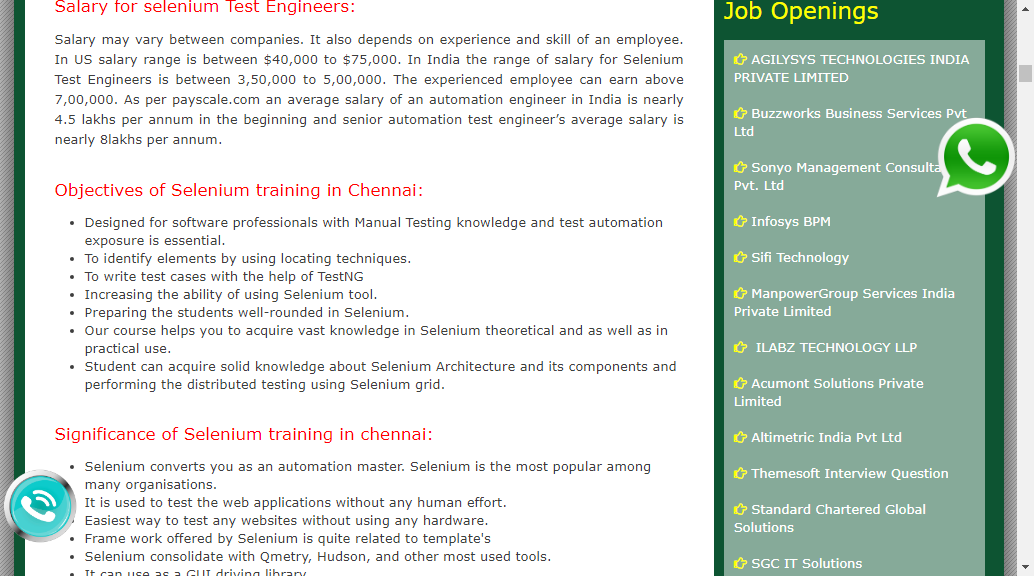 Salary for selenium Test Engineers:
Salary may vary between companies. It also depends on experience and skill of an employee.
In US salary range is between $40,000 to $75,000. In India the range of salary for Selenium
Test Engineers is between 3,50,000 to 5,00,000. The experienced employee can earn above
7,00,000. As per payscale.com an average salary of an automation engineer in India is nearly
4.5 lakhs per annum in the beginning and senior automation test engineer’s average salary is
nearly 8lakhs per annum.
Objectives of Selenium training in Chennai:
Designed for software professionals with Manual Testing knowledge and test automation
exposure is essential.
To identify elements by using locating techniques.
To write test cases with the help of TestNG
Increasing the ability of using Selenium tool.
Preparing the students well-rounded in Selenium.
Our course helps you to acquire vast knowledge in Selenium theoretical and as well as in
practical use.
Student can acquire solid knowledge about Selenium Architecture and its components and
performing the distributed testing using Selenium grid.
Significance of Selenium training in chennai:
Selenium converts you as an automation master. Selenium is the most popular among
many organisations.
It is used to test the web applications without any human effort.
Easiest way to test any websites without using any hardware.
Frame work offered by Selenium is quite related to template's
Selenium consolidate with Qmetry, Hudson, and other most used tools.
It can use as a GUI driving library
Job Openings
AGILYSYS TECHNOLOGIES INDIA
PRIVATE LIMITED
Buzzworks Business Services Pvt
Ltd
Sonyo Management Consulta
Pvt. Ltd
Infosys BPM
Sifi Technology
ManpowerGroup Services India
Private Limited
ILABZ TECHNOLOGY LLP
Acumont Solutions Private
Limited
Altimetric India Pvt Ltd
Themesoft Interview Question
Standard Chartered Global
Solutions
SGC IT Solutions